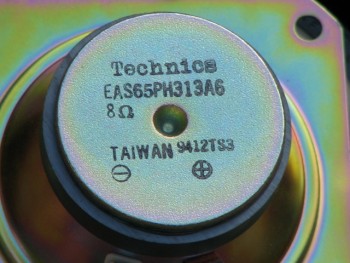 Technics
EAS65PH313A6
8Ω
TAIWAN 9412TS3
⊖ ⊕